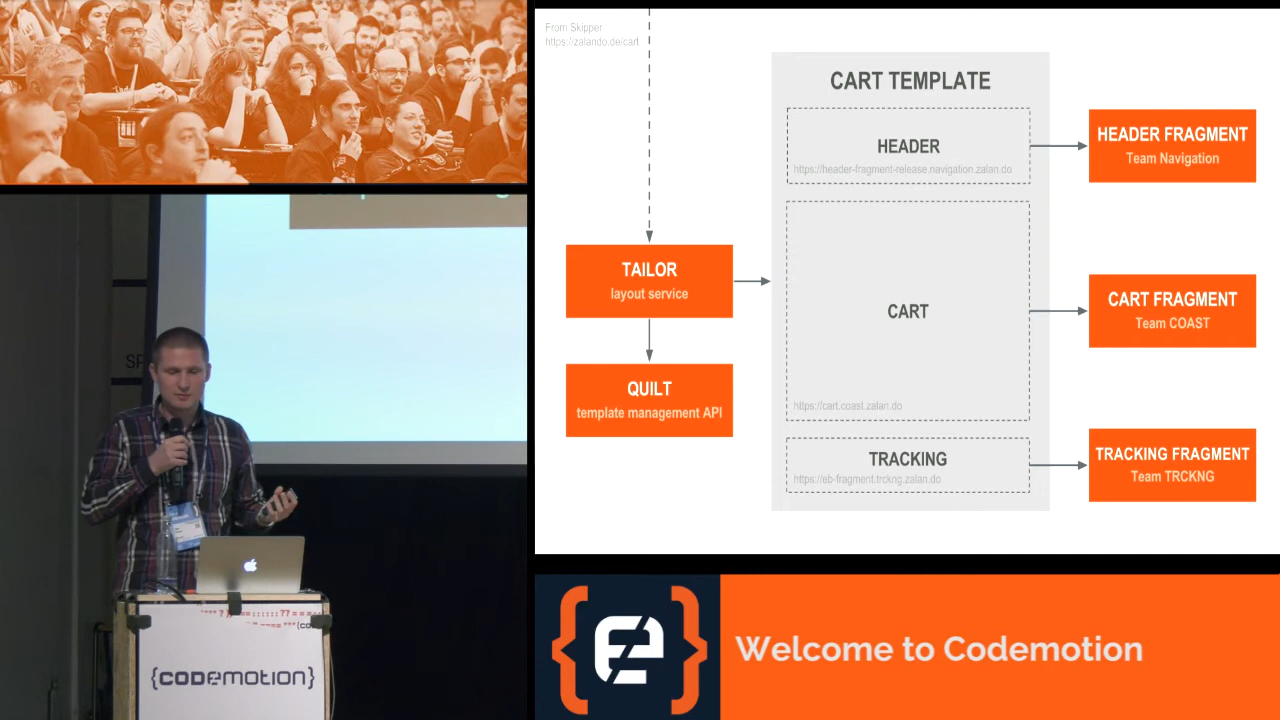 From Skipper
https://zalando.de/cart
CART TEMPLATE
HEADER
https://header-fragment-release.navigation.zalan.do
HEADER FRAGMENT
Team Navigation
TAILOR
layout service
CART
https://cart.coast.zalan.do
CART FRAGMENT
Team COAST
QUILT
template management API
TRACKING
https://eb-fragment.trckng.zalan.do
TRACKING FRAGMENT
Team TRCKNG
{CODEMOTION}
Welcome to Codemotion